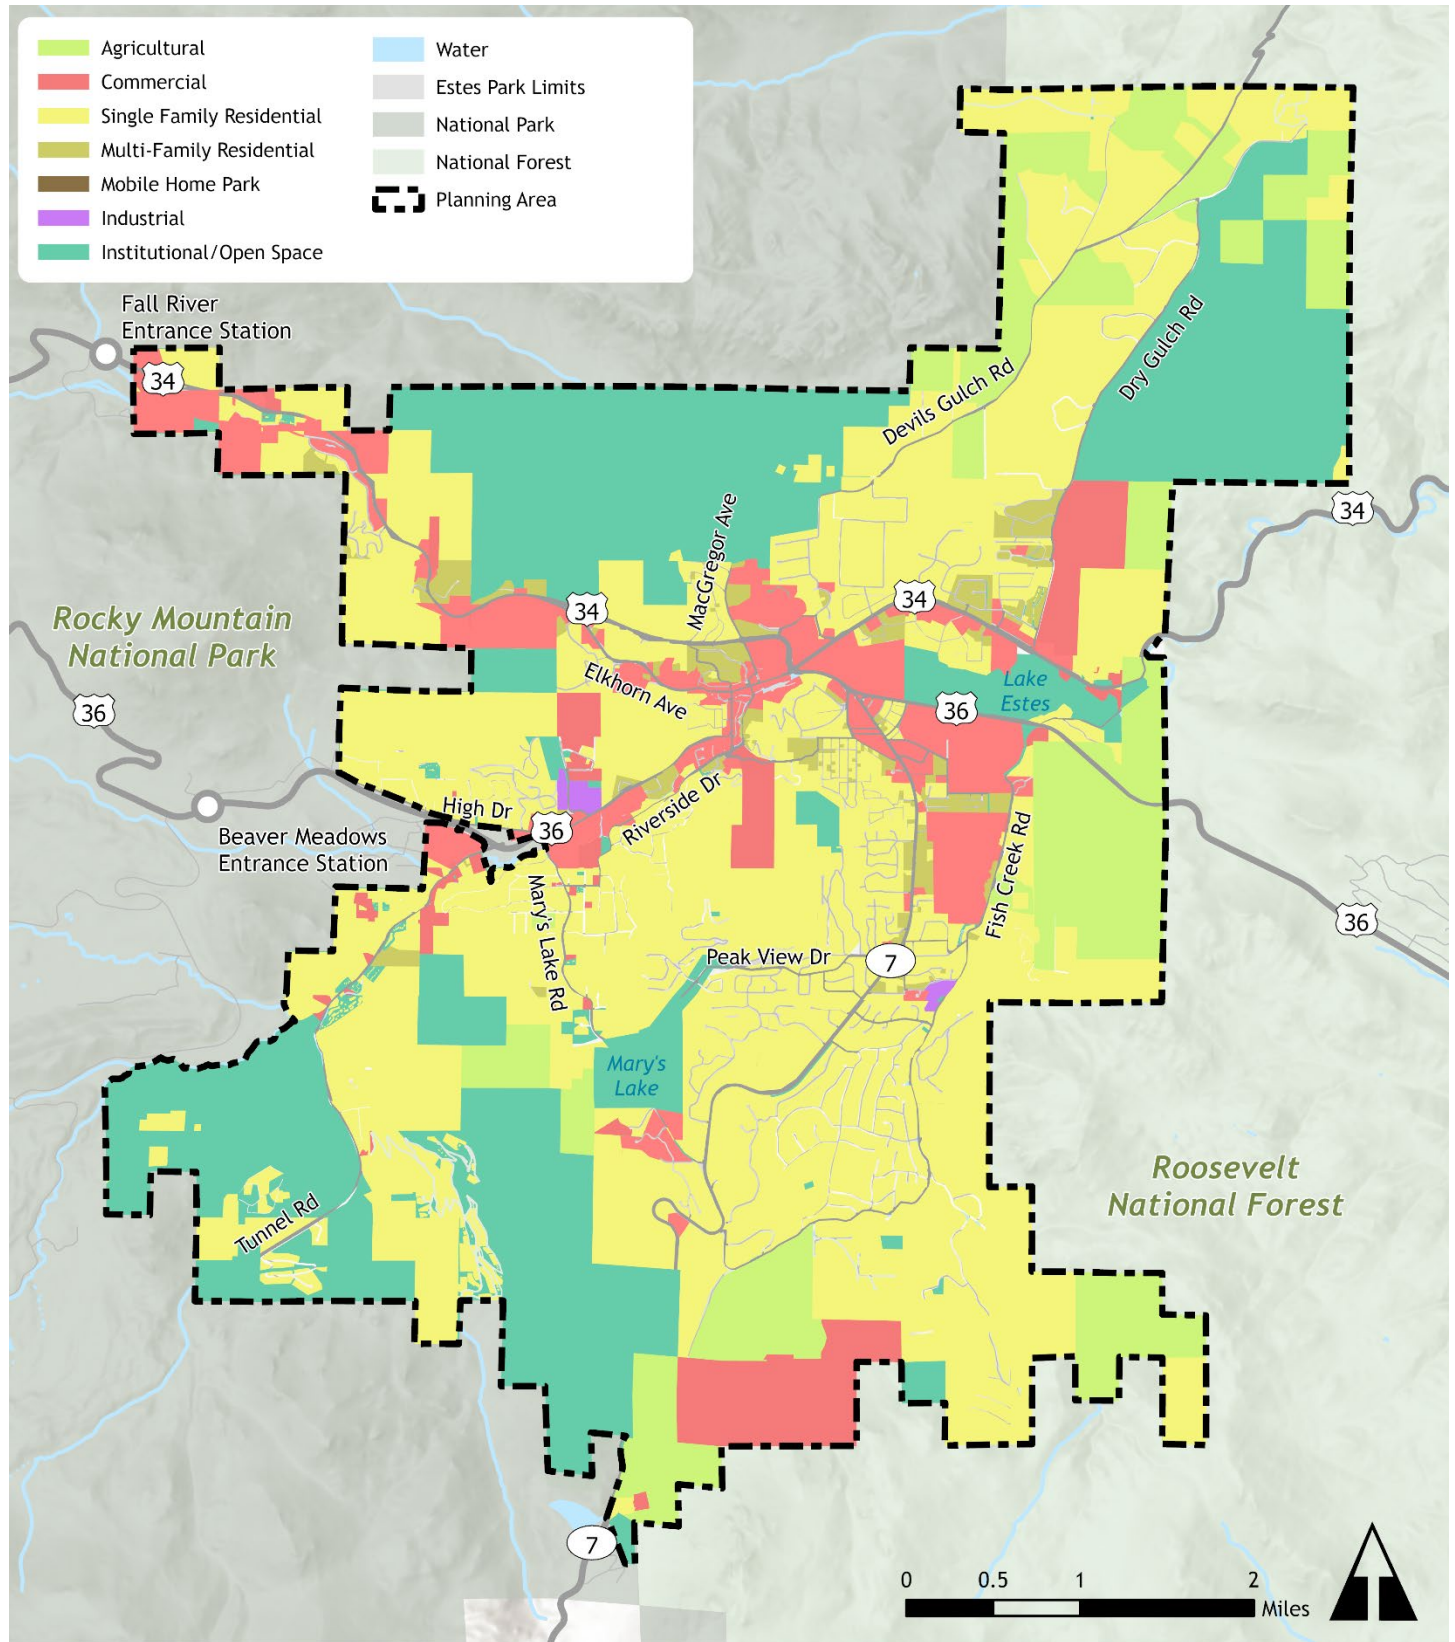 Agricultural
Commercial
Single Family Residential
Multi-Family Residential
Mobile Home Park
Industrial
Institutional/Open Space
Water
Estes Park Limits
National Park
National Forest
Planning Area
Fall River
Entrance Station
34
Devils Gulch Rd
Dry Gulch Rd
34
MacGregor Ave
34
34
Rocky Mountain
National Park
Elkhorn Ave
Lake
Estes
36
36
High Dr
36
Riverside Dr
Beaver Meadows
Entrance Station
Mary's Lake Rd
Fish Creek Rd
36
Peak View Dr
7
Mary's
Lake
Roosevelt
National Forest
Tunnel Rd
7
0 0.5 1 2
Miles